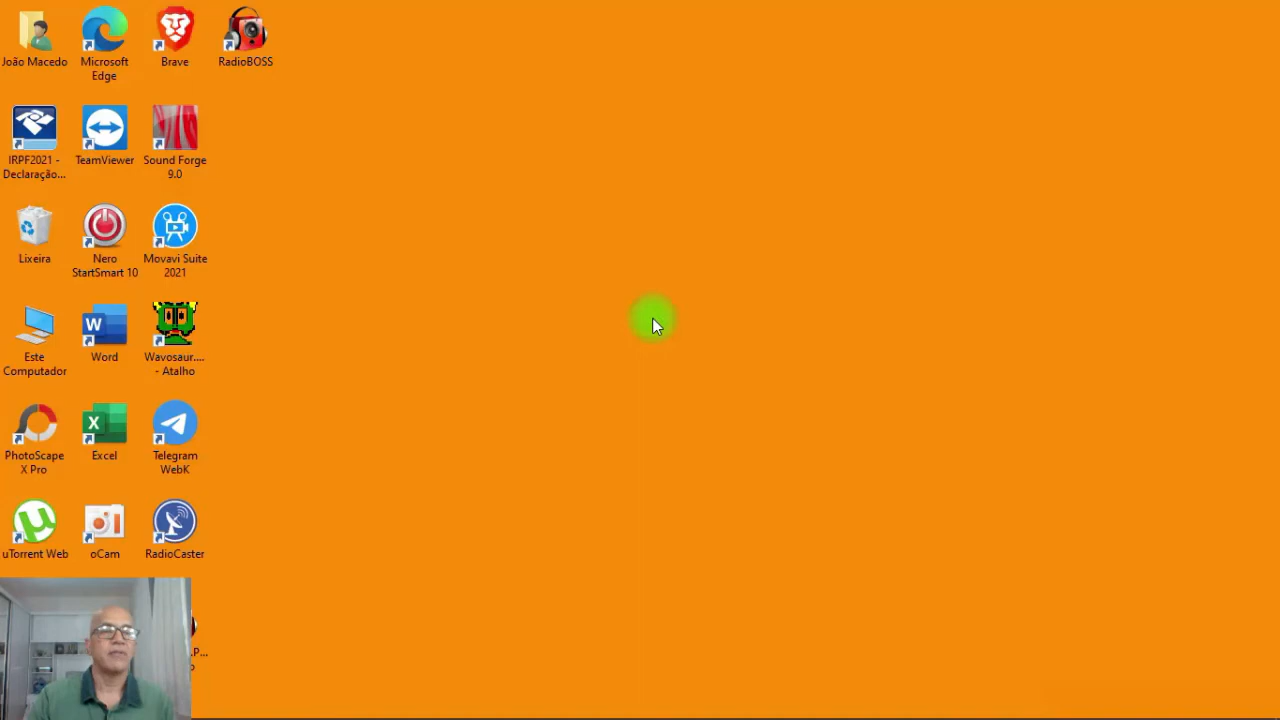 João Macedo
Microsoft
Edge
Brave
RadioBOSS
IRPF2021 -
Declaração...
TeamViewer
Sound Forge
9.0
Lixeira
Nero
StartSmart 10
Movavi Suite
2021
Este
Computador
W
Word
Wavosaur....
- Atalho
PhotoScape
X Pro
X
Excel
Telegram
WebK
µ
uTorrent Web
oCam
RadioCaster
.P...